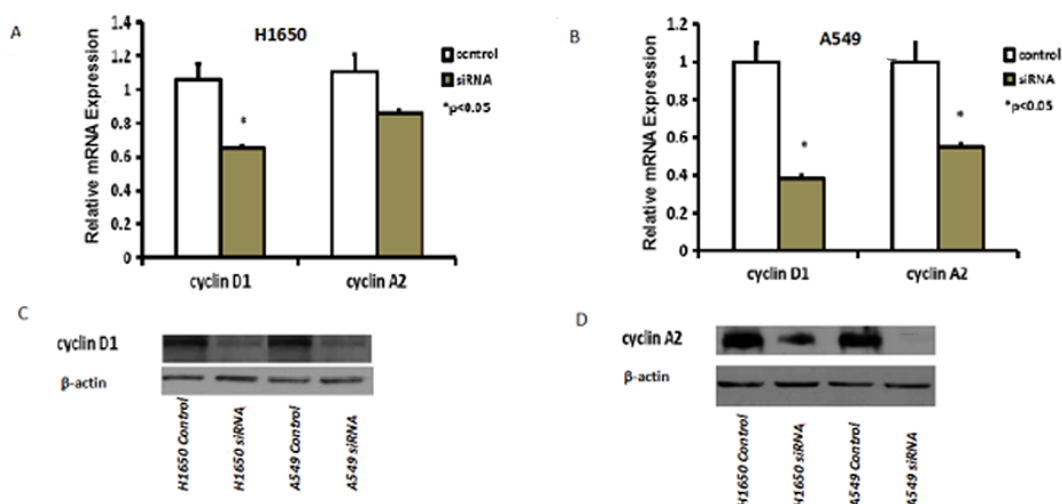 A
H1650
Relative mRNA Expression
1.4
1.2
1
0.8
0.6
0.4
0.2
0
*
control
siRNA
*p<0.05
cyclin D1
cyclin A2
B
A549
Relative mRNA Expression
1.2
1
0.8
0.6
0.4
0.2
0
*
*
control
siRNA
*p<0.05
cyclin D1
cyclin A2
C
cyclin D1
β-actin
H1650 Control
H1650 siRNA
A549 Control
A549 siRNA
D
cyclin A2
β-actin
H1650 Control
H1650 siRNA
A549 Control
A549 siRNA